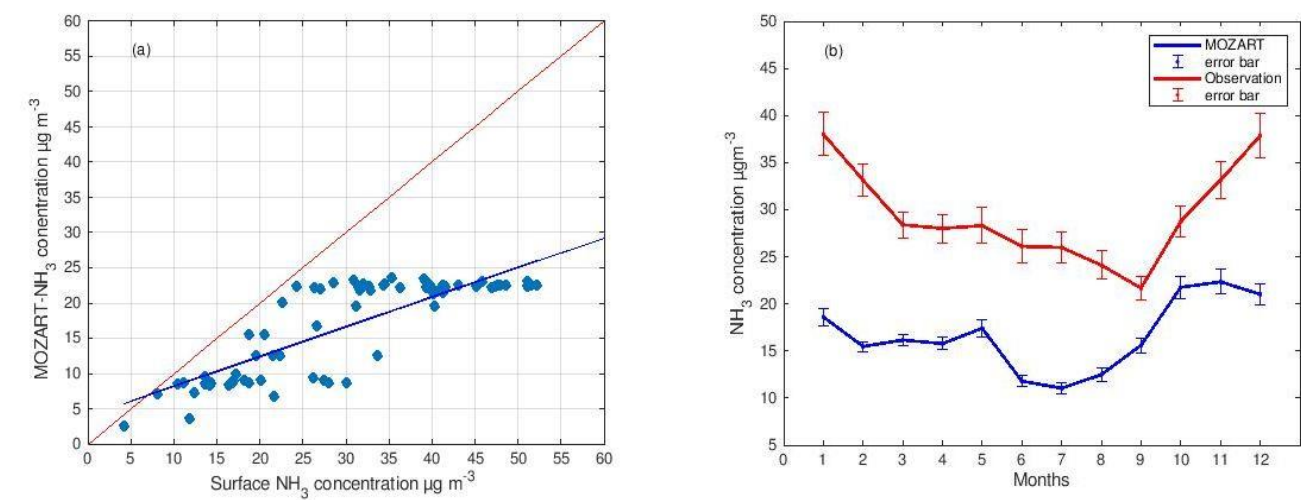 (a)
MOZART-NH3 conentration µg m-3
60
55
50
45
40
35
30
25
20
15
10
5
0
0 5 10 15 20 25 30 35 40 45 50 55 60
Surface NH3 concentration µg m-3
(b)
NH3 concentration µgm-3
50
45
40
35
30
25
20
15
10
5
0 1 2 3 4 5 6 7 8 9 10 11 12
Months
MOZART
error bar
Observation
error bar